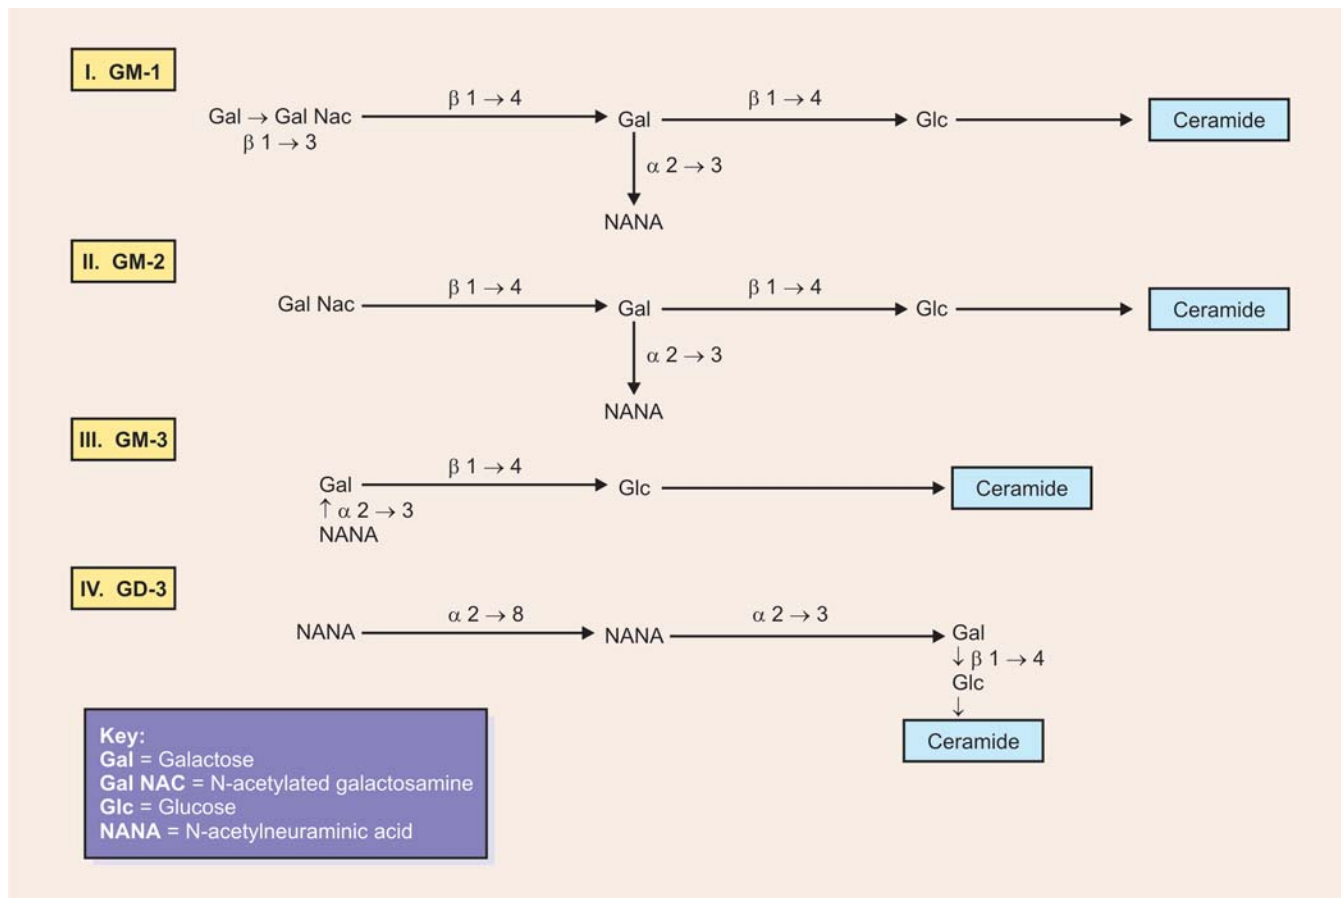 I. GM-1
Gal → Gal Nac
β 1 → 3
β 1 → 4
Gal
β 1 → 4
Glc
Ceramide
α 2 → 3
NANA
II. GM-2
Gal Nac
β 1 → 4
Gal
β 1 → 4
Glc
Ceramide
α 2 → 3
NANA
III. GM-3
Gal
β 1 → 4
Glc
Ceramide
↑ α 2 → 3
NANA
IV. GD-3
NANA
α 2 → 8
NANA
α 2 → 3
Gal
↓ β 1 → 4
Glc
↓
Ceramide
Key:
Gal = Galactose
Gal NAC = N-acetylated galactosamine
Glc = Glucose
NANA = N-acetylneuraminic acid